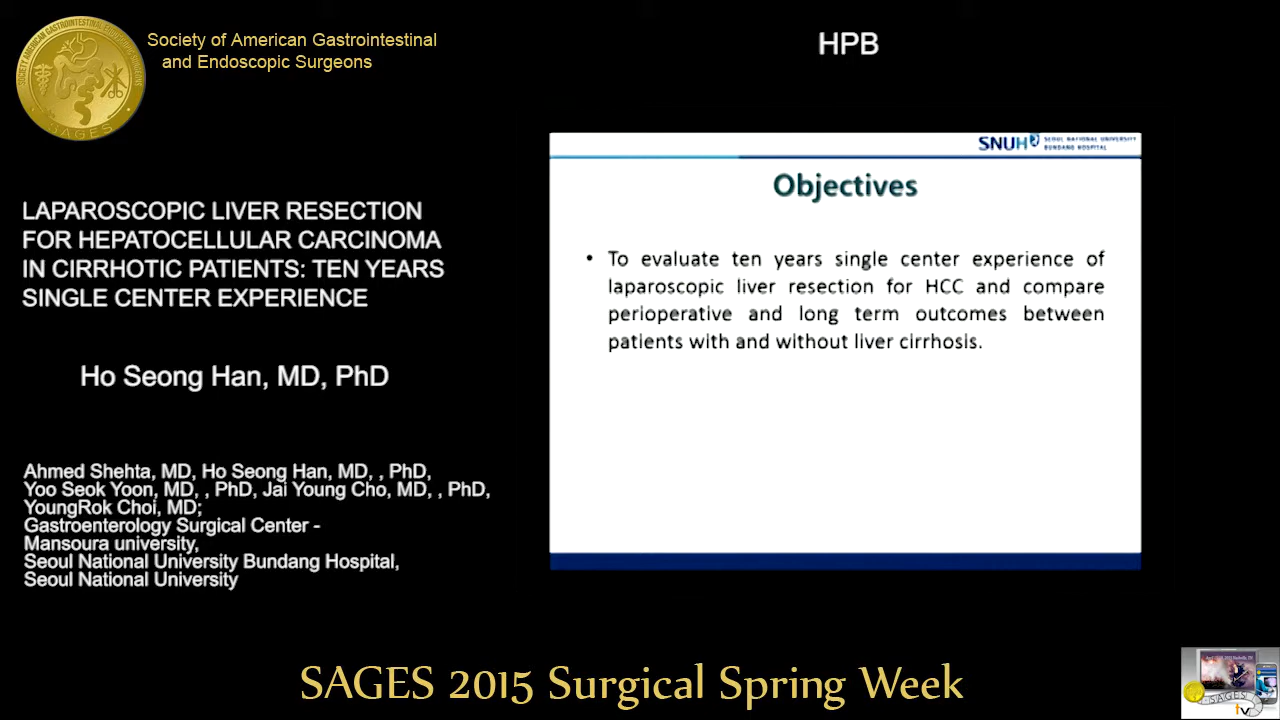 Society of American Gastrointestinal
and Endoscopic Surgeons
SAGES
HPB
LAPAROSCOPIC LIVER RESECTION
FOR HEPATOCELLULAR CARCINOMA
IN CIRRHOTIC PATIENTS: TEN YEARS
SINGLE CENTER EXPERIENCE
Ho Seong Han, MD, PhD
Ahmed Shehta, MD, Ho Seong Han, MD, , PhD,
Yoo Seok Yoon, MD, , PhD, Jai Young Cho, MD, , PhD,
YoungRok Choi, MD;
Gastroenterology Surgical Center -
Mansoura university,
Seoul National University Bundang Hospital,
Seoul National University
SNUH SEOUL NATIONAL UNIVERSITY
BUNDANG HOSPITAL
Objectives
• To evaluate ten years single center experience of
laparoscopic liver resection for HCC and compare
perioperative and long term outcomes between
patients with and without liver cirrhosis.
SAGES 2015 Surgical Spring Week
SAGES
tv